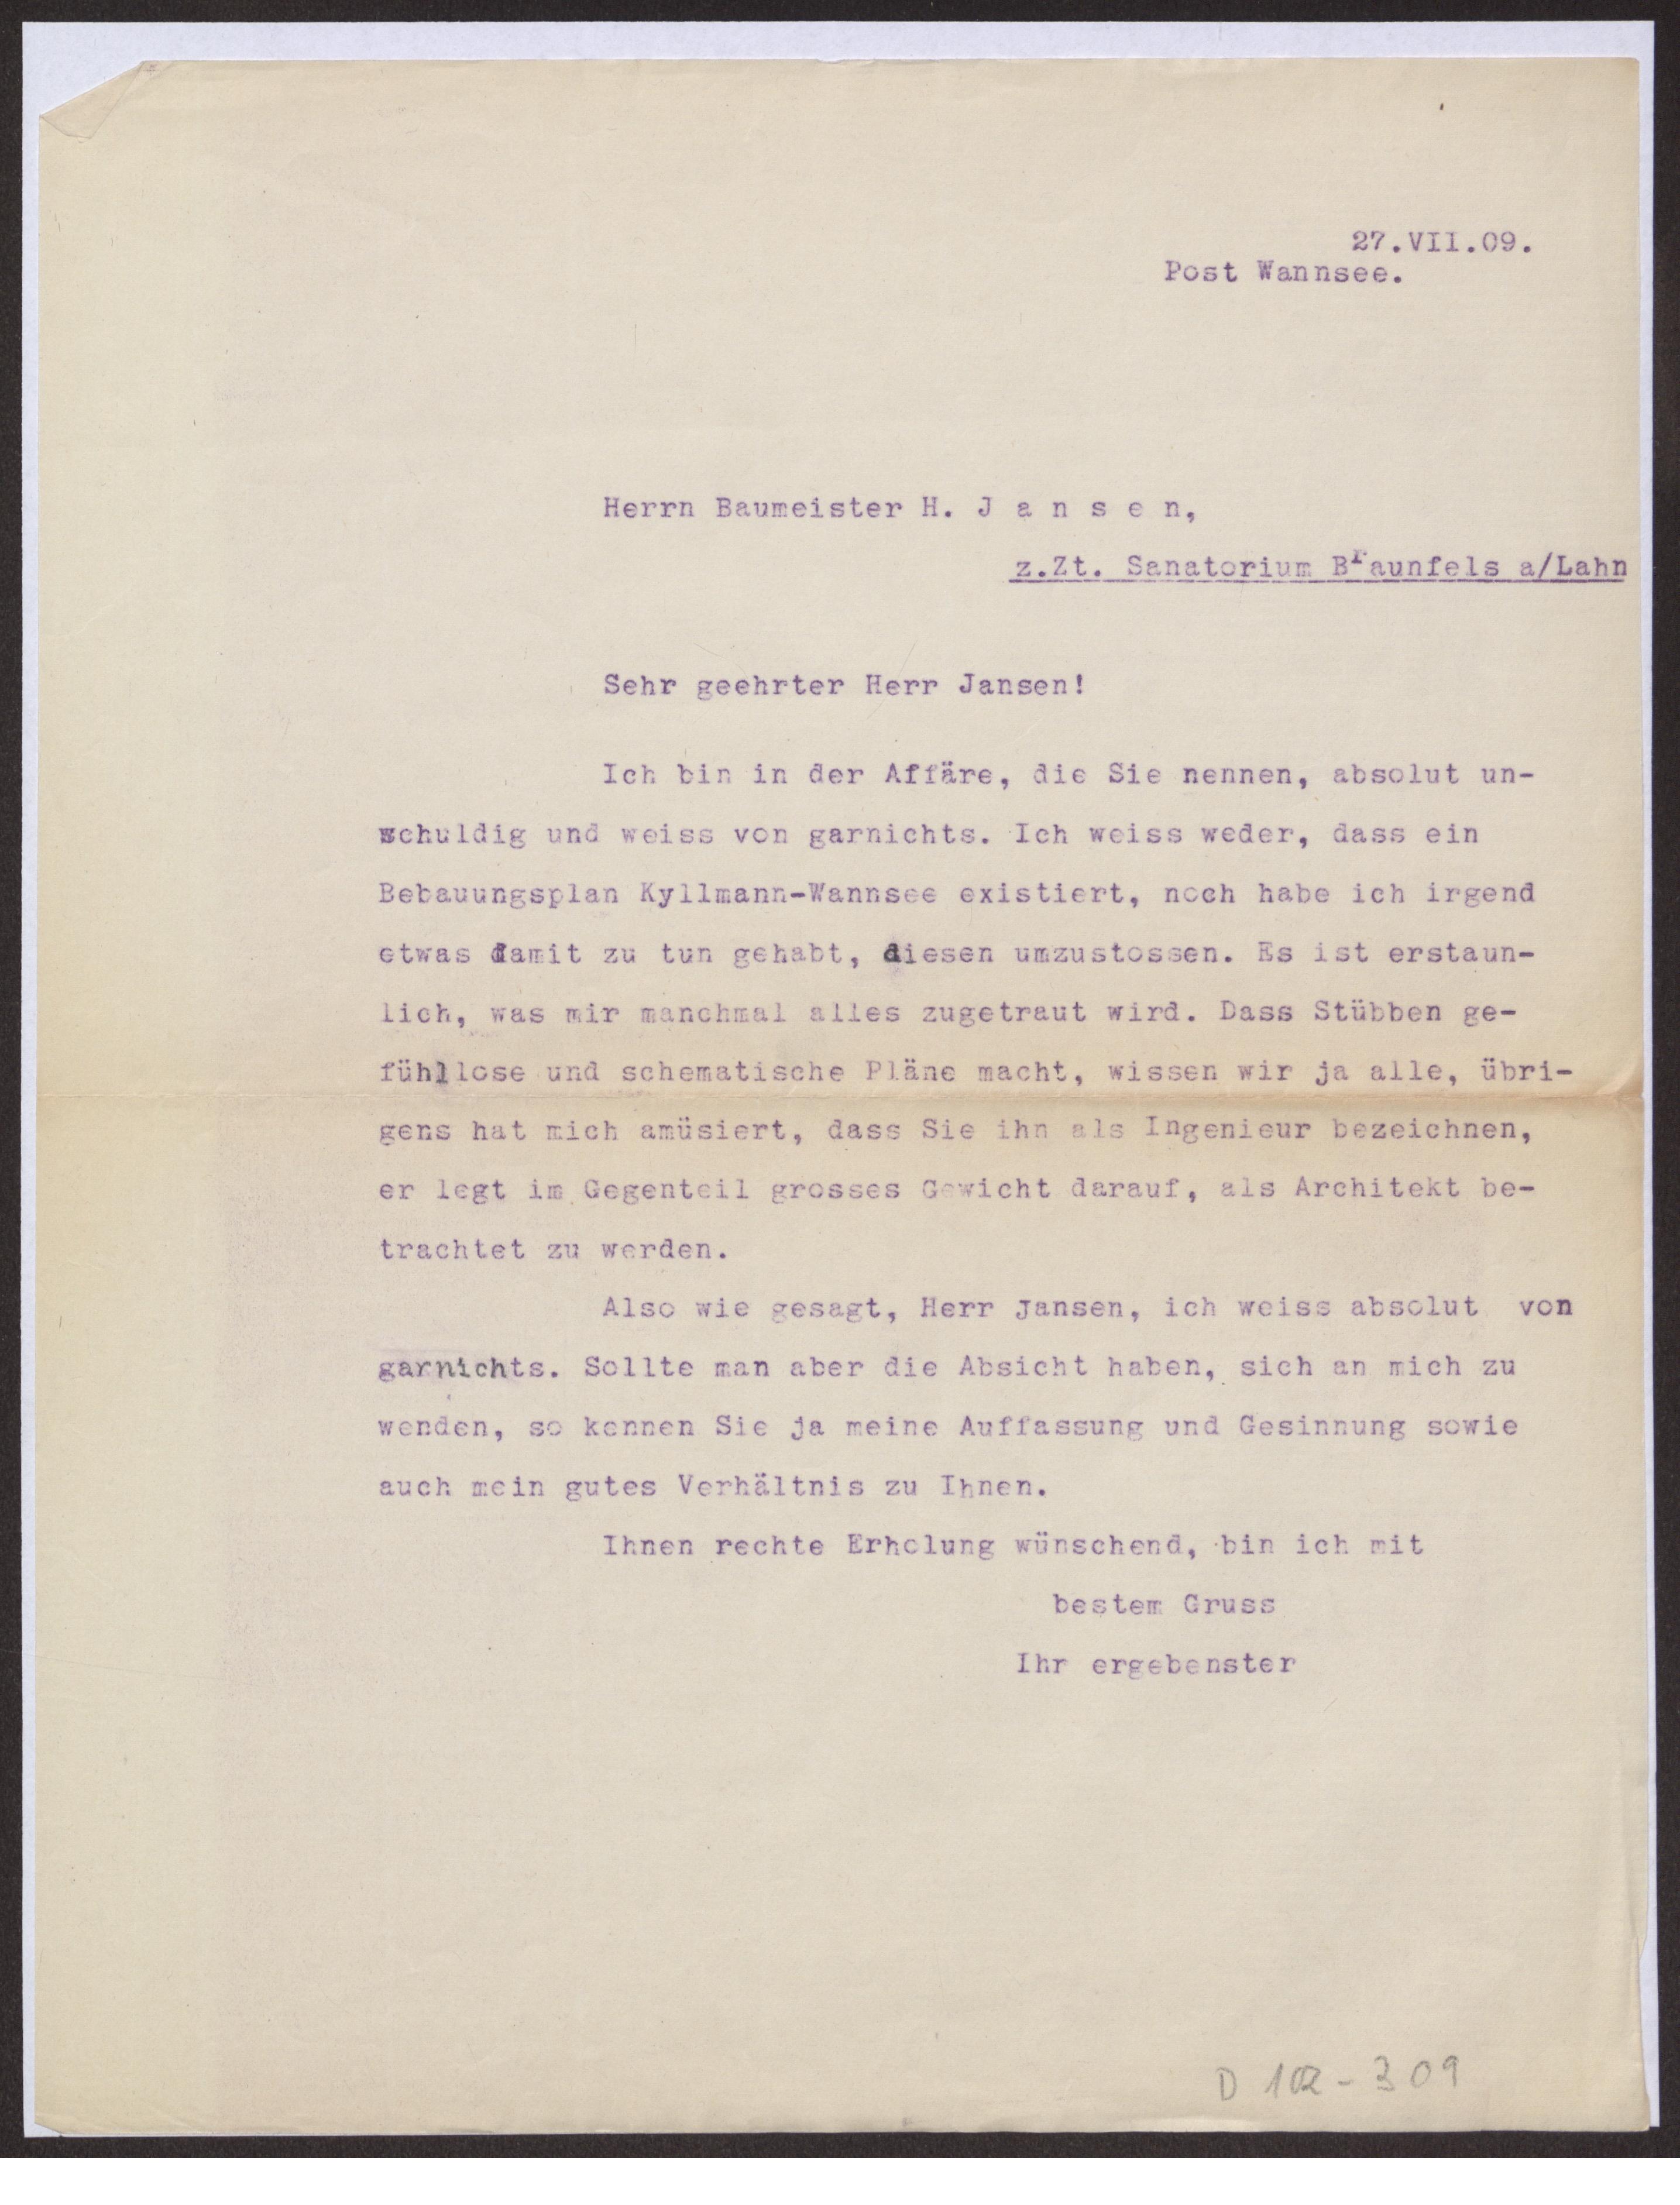 27.VII.09.
Post Wannsee.
Herrn Baumeister H. J a n s e n,
z.Zt. Sanatorium Braunfels a/Lahn
Sehr geehrter Herr Jansen!
Ich bin in der Affäre, die Sie nennen, absolut un-
schuldig und weiss von garnichts. Ich weiss weder, dass ein
Bebauungsplan Kyllmann-Wannsee existiert, noch habe ich irgend
etwas damit zu tun gehabt, diesen umzustossen. Es ist erstaun-
lich, was mir manchmal alles zugetraut wird. Dass Stübben ge-
fühllose und schematische Pläne macht, wissen wir ja alle, übri-
gens hat mich amüsiert, dass Sie ihn als Ingenieur bezeichnen,
er legt im Gegenteil grosses Gewicht darauf, als Architekt be-
trachtet zu werden.
Also wie gesagt, Herr Jansen, ich weiss absolut von
garnichts. Sollte man aber die Absicht haben, sich an mich zu
wenden, so kennen Sie ja meine Auffassung und Gesinnung sowie
auch mein gutes Verhältnis zu Ihnen.
Ihnen rechte Erholung wünschend, bin ich mit
bestem Gruss
Ihr ergebenster
D 102-309